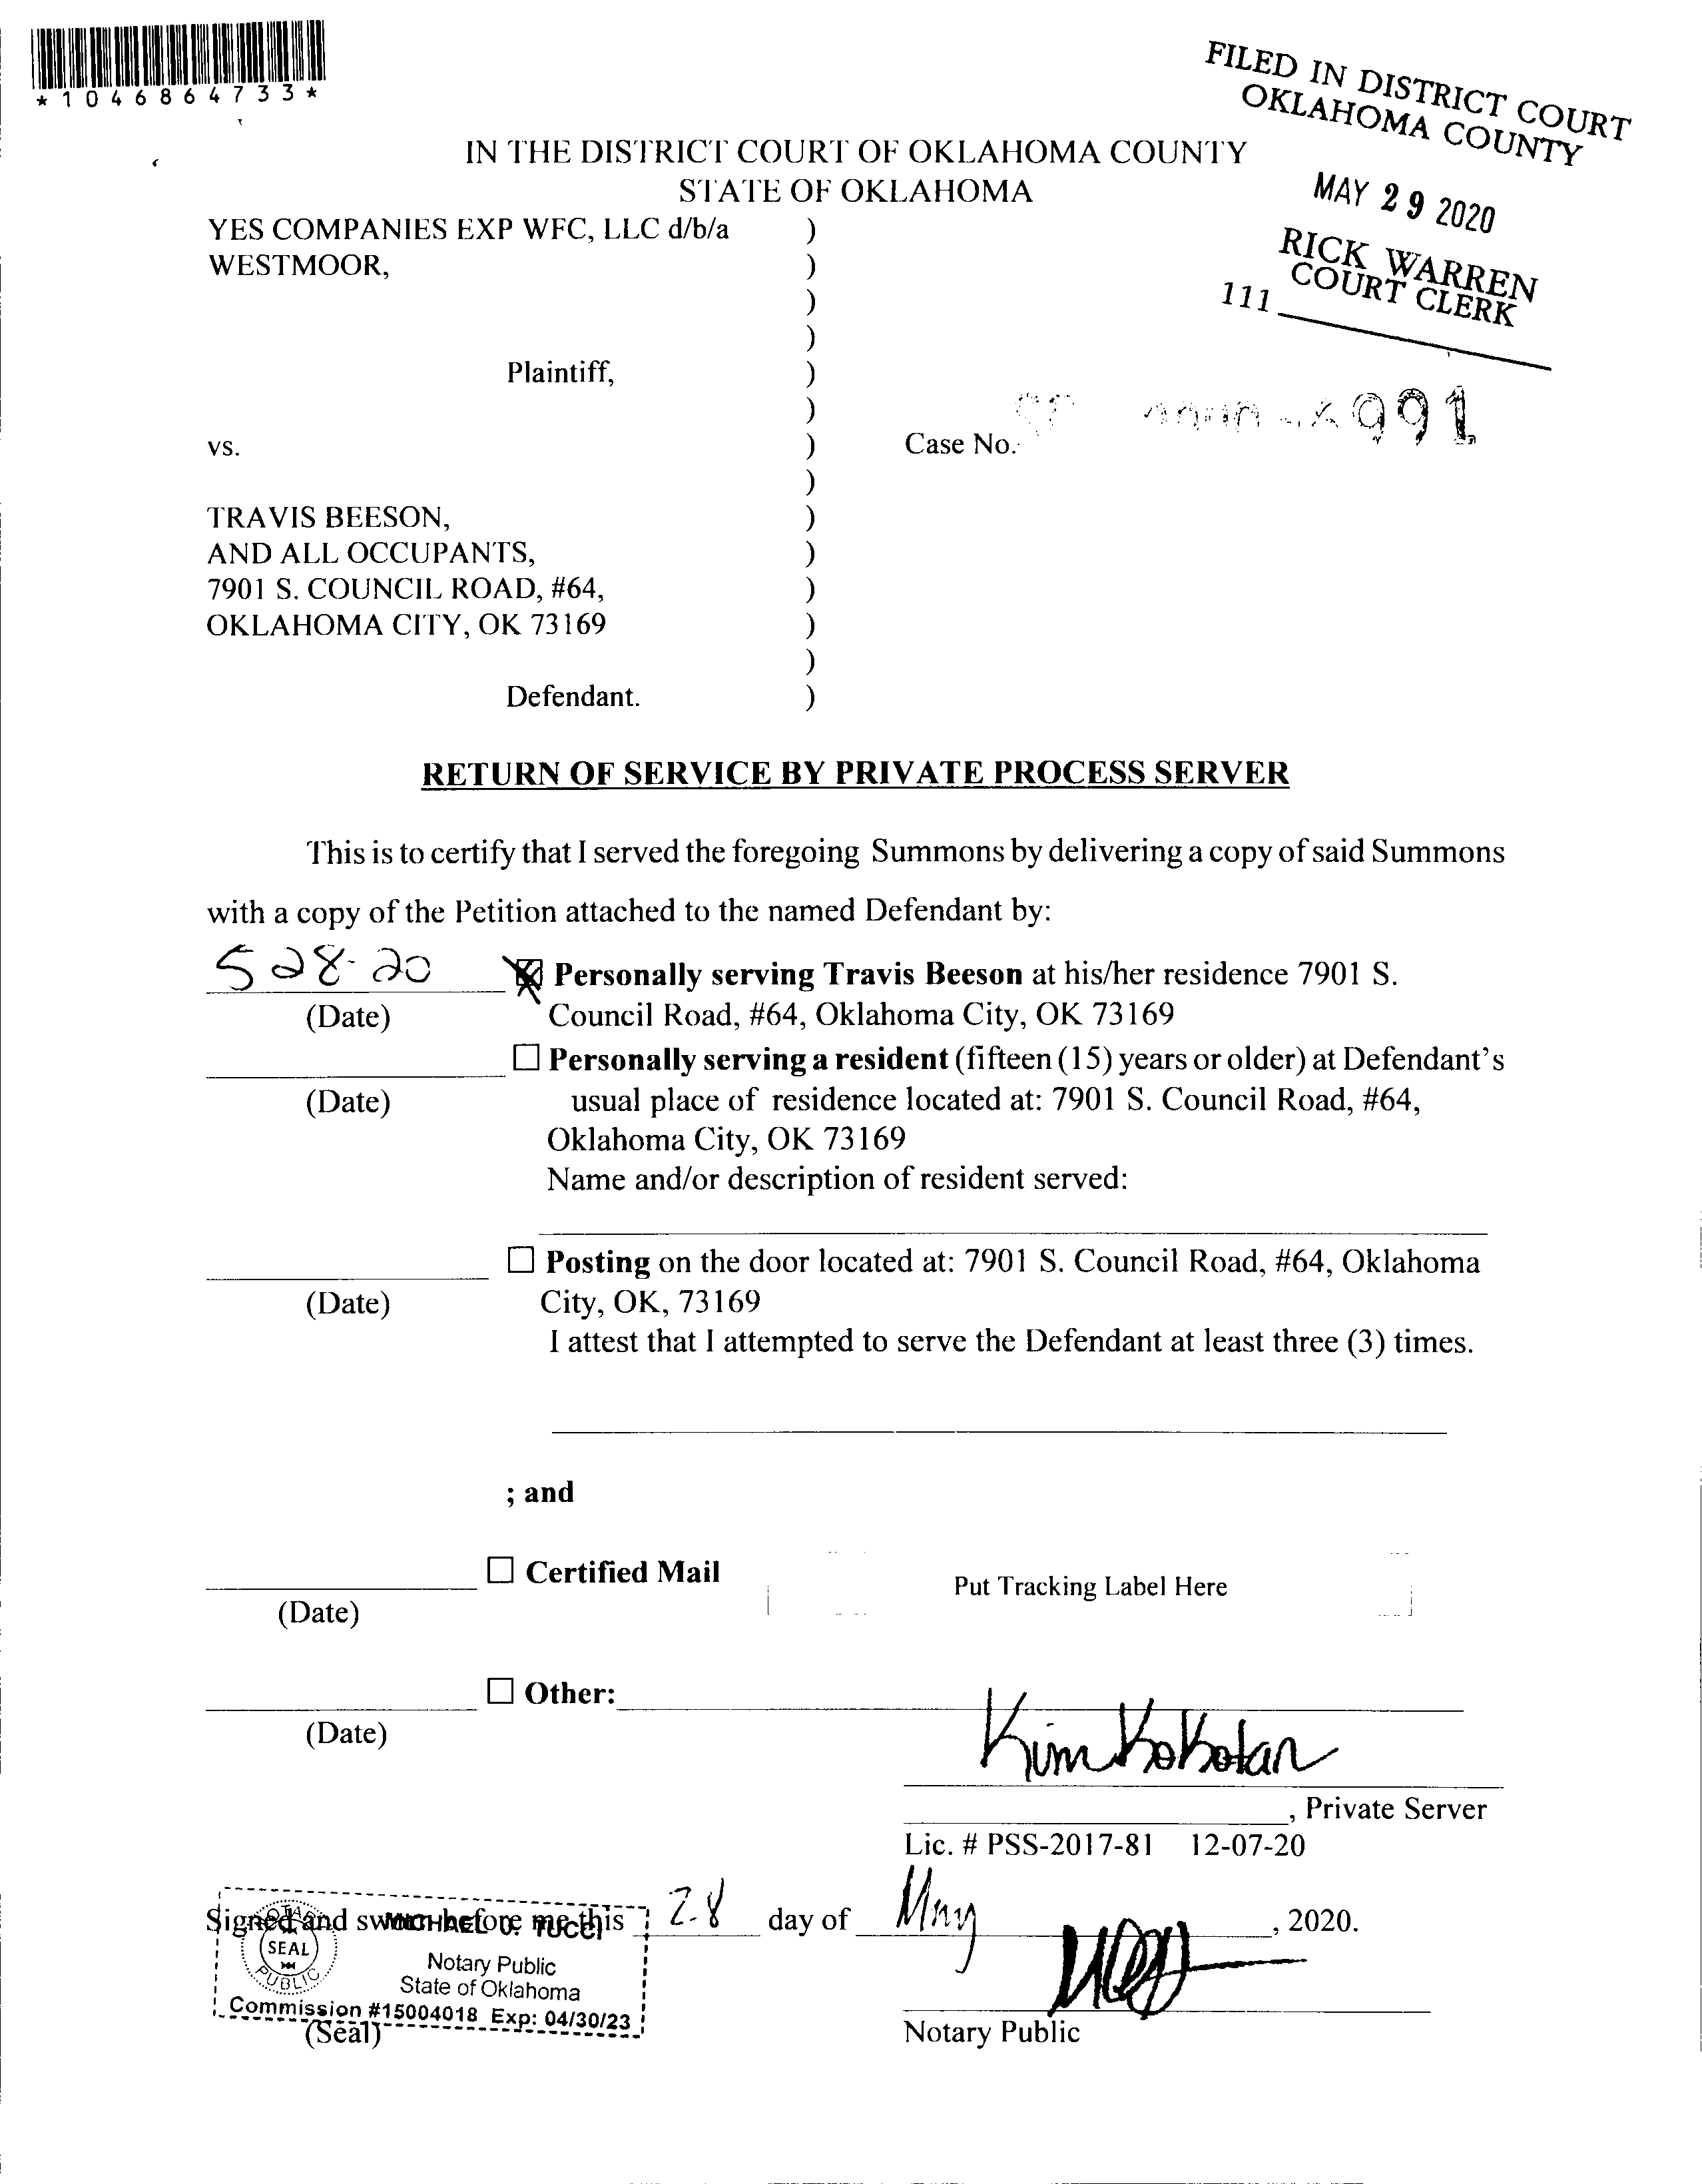 *1046864733*
FILED IN DISTRICT COURT
OKLAHOMA COUNTY
MAY 29 2020
RICK WARREN
COURT CLERK
111
IN THE DISTRICT COURT OF OKLAHOMA COUNTY
STATE OF OKLAHOMA
YES COMPANIES EXP WFC, LLC d/b/a )
WESTMOOR, )
)
)
Plaintiff, )
)
vs. ) Case No. 991
)
TRAVIS BEESON, )
AND ALL OCCUPANTS, )
7901 S. COUNCIL ROAD, #64, )
OKLAHOMA CITY, OK 73169 )
)
Defendant. )
RETURN OF SERVICE BY PRIVATE PROCESS SERVER
This is to certify that I served the foregoing Summons by delivering a copy of said Summons
with a copy of the Petition attached to the named Defendant by:
5 28-20 Personally serving Travis Beeson at his/her residence 7901 S.
(Date) Council Road, #64, Oklahoma City, OK 73169
Personally serving a resident (fifteen (15) years or older) at Defendant's
(Date) usual place of residence located at: 7901 S. Council Road, #64,
Oklahoma City, OK 73169
Name and/or description of resident served:
Posting on the door located at: 7901 S. Council Road, #64, Oklahoma
(Date) City, OK, 73169
I attest that I attempted to serve the Defendant at least three (3) times.
; and
Certified Mail Put Tracking Label Here
(Date)
Other:
(Date)
Kim Kokotan
, Private Server
Lic. # PSS-2017-81 12-07-20
Signed and sworn before me this 28 day of May, 2020.
MICHAEL J. TUCCI
NOTARY PUBLIC SEAL
Notary Public
State of Oklahoma
Commission #15004018 Exp: 04/30/23
(Seal) Notary Public